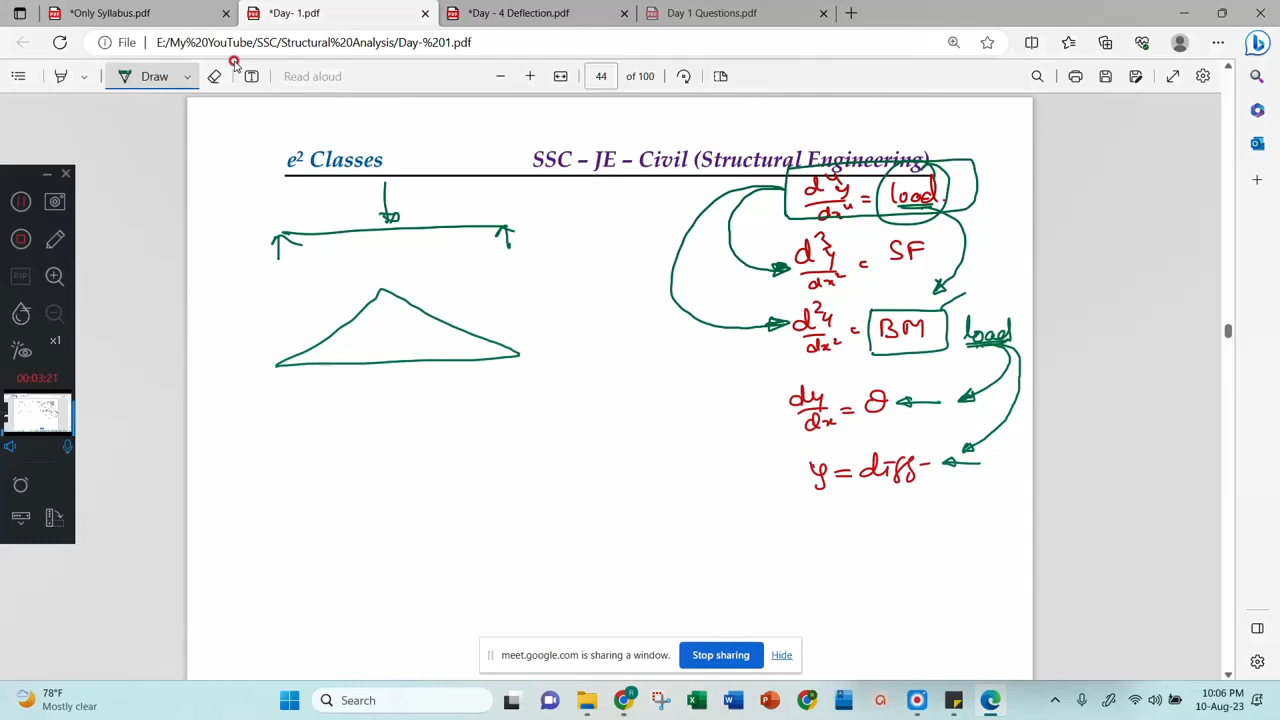 *Only Syllabus.pdf
*Day- 1.pdf
*Day - 4 Deflection.pdf
Day 1 Questions.pdf
File
E:/My%20YouTube/SSC/Structural%20Analysis/Day-%201.pdf
Draw
Read aloud
44 of 100
e² Classes
SSC – JE – Civil (Structural Engineering)
d⁴y/dx⁴ = load.
d³y/dx² = SF
d²y/dx² = BM
load
dy/dx = θ
y = diff
PIP
x1
00:03:21
meet.google.com is sharing a window.
Stop sharing
Hide
78°F
Mostly clear
Search
10:06 PM
10-Aug-23